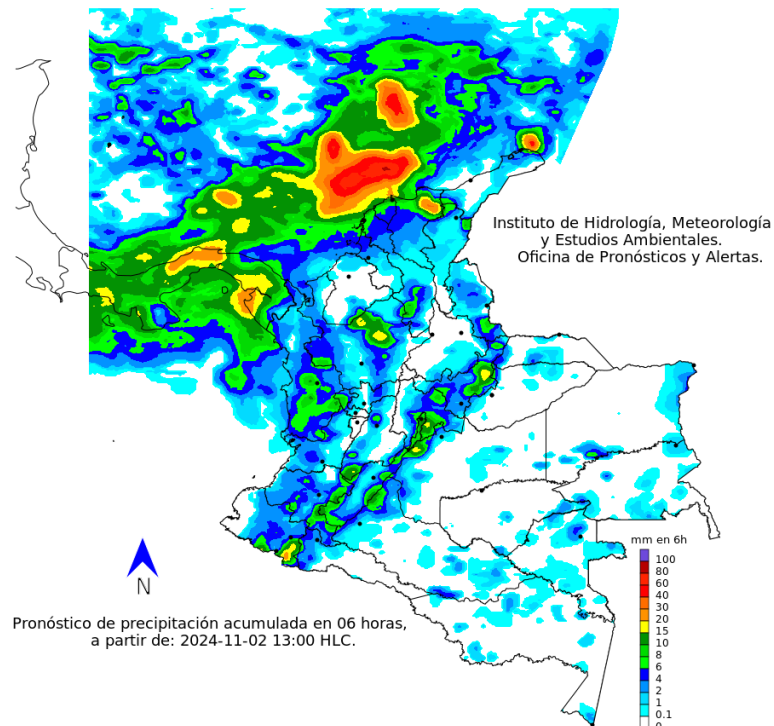 Instituto de Hidrología, Meteorología
y Estudios Ambientales.
Oficina de Pronósticos y Alertas.
mm en 6h
100
80
60
40
30
20
15
10
8
6
4
2
1
0.1
0
N
Pronóstico de precipitación acumulada en 06 horas,
a partir de: 2024-11-02 13:00 HLC.